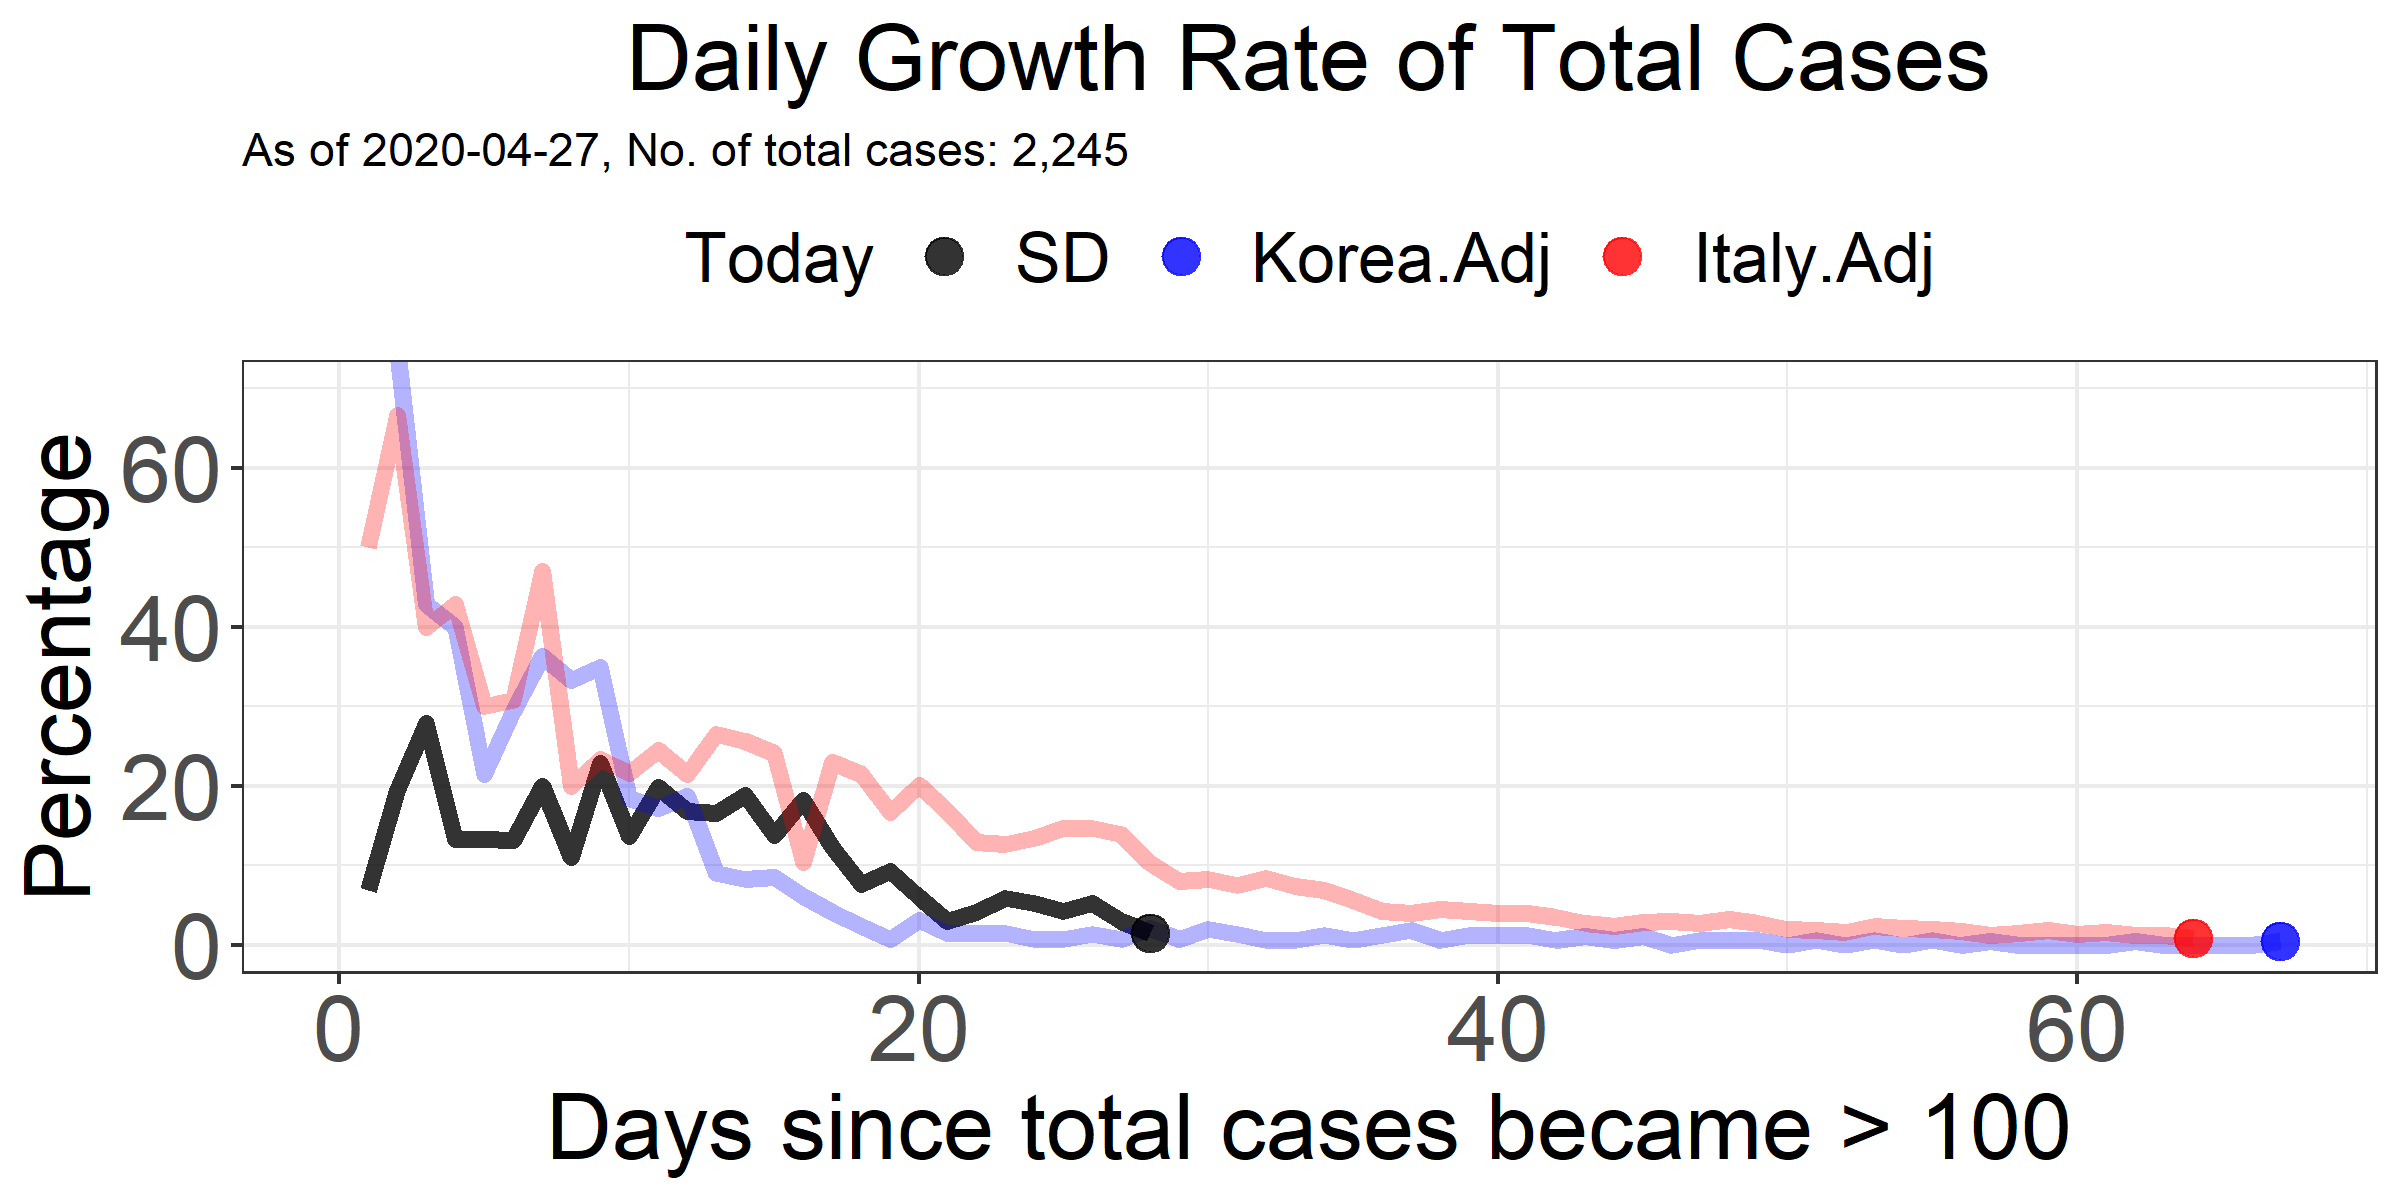 Daily Growth Rate of Total Cases
As of 2020-04-27, No. of total cases: 2,245
Today SD Korea.Adj Italy.Adj
Percentage
60
40
20
0
0 20 40 60
Days since total cases became > 100